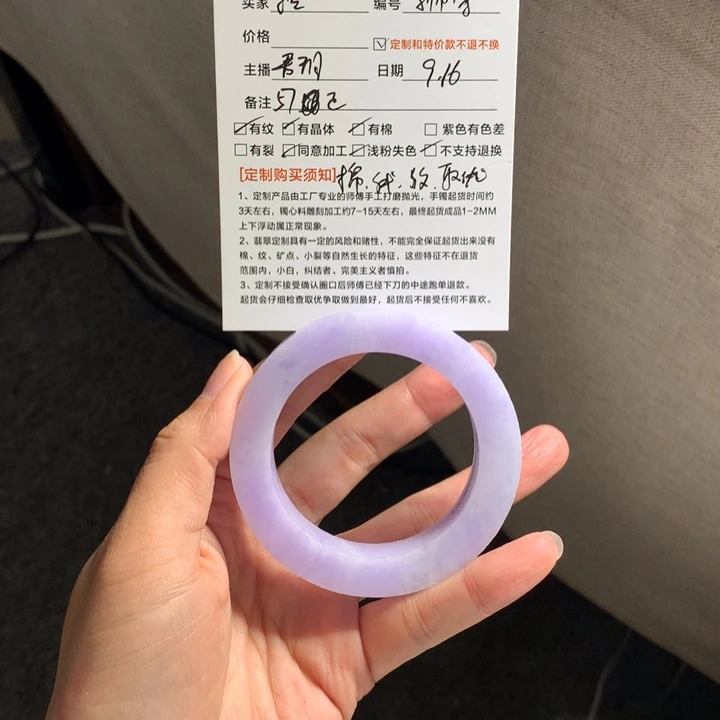 买家 编号
价格
☑定制和特价款不退不换
主播 日期 9.16
备注 57 正
☑有纹 ☑有晶体 ☑有棉 □紫色有色差
□有裂 ☑同意加工 ☑浅粉失色 ☑不支持退换
[定制购买须知] 棉.纹.取优
1、定制产品由工厂专业的师傅手工打磨抛光，手镯起货时间约
3天左右，镯心料雕刻加工约7-15天左右，最终起货成品1-2MM
上下浮动属正常现象。
2、翡翠定制具有一定的风险和赌性，不能完全保证起货出来没有
棉、纹、矿点、小裂等自然生长的特征，这些特征不在退货
范围内，小白，纠结者、完美主义者慎拍。
3、定制不接受确认圈口后师傅已经下刀的中途跑单退款。
起货会仔细检查取优争取做到最好，起货后不接受任何不喜欢。